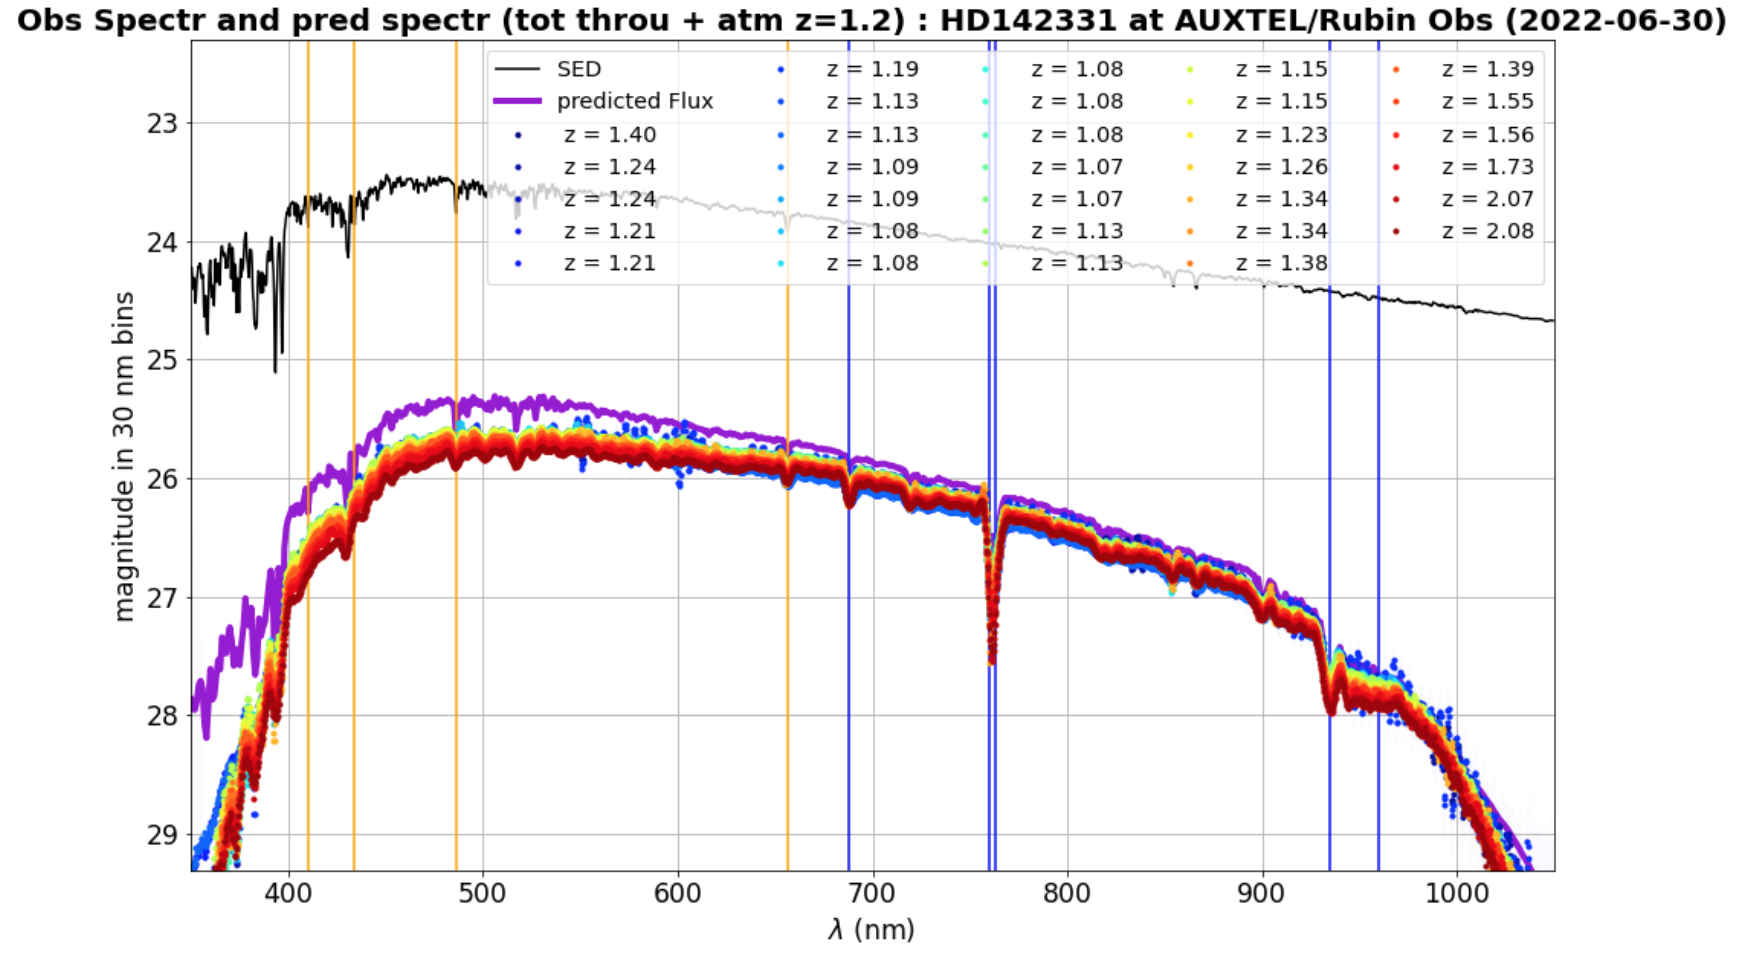 Obs Spectr and pred spectr (tot throu + atm z=1.2) : HD142331 at AUXTEL/Rubin Obs (2022-06-30)
SED
predicted Flux
z = 1.40
z = 1.24
z = 1.24
z = 1.21
z = 1.21
z = 1.19
z = 1.13
z = 1.13
z = 1.09
z = 1.09
z = 1.08
z = 1.08
z = 1.08
z = 1.08
z = 1.08
z = 1.07
z = 1.07
z = 1.13
z = 1.13
z = 1.15
z = 1.15
z = 1.23
z = 1.26
z = 1.34
z = 1.34
z = 1.38
z = 1.39
z = 1.55
z = 1.56
z = 1.73
z = 2.07
z = 2.08
magnitude in 30 nm bins
23
24
25
26
27
28
29
400 500 600 700 800 900 1000
λ (nm)